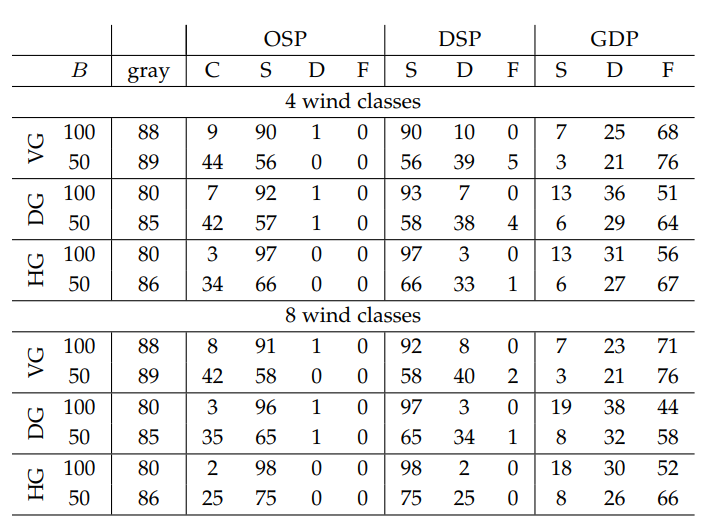 OSP DSP GDP
B gray C S D F S D F S D F
4 wind classes
VG 100 88 9 90 1 0 90 10 0 7 25 68
50 89 44 56 0 0 56 39 5 3 21 76
DG 100 80 7 92 1 0 93 7 0 13 36 51
50 85 42 57 1 0 58 38 4 6 29 64
HG 100 80 3 97 0 0 97 3 0 13 31 56
50 86 34 66 0 0 66 33 1 6 27 67
8 wind classes
VG 100 88 8 91 1 0 92 8 0 7 23 71
50 89 42 58 0 0 58 40 2 3 21 76
DG 100 80 3 96 1 0 97 3 0 19 38 44
50 85 35 65 1 0 65 34 1 8 32 58
HG 100 80 2 98 0 0 98 2 0 18 30 52
50 86 25 75 0 0 75 25 0 8 26 66